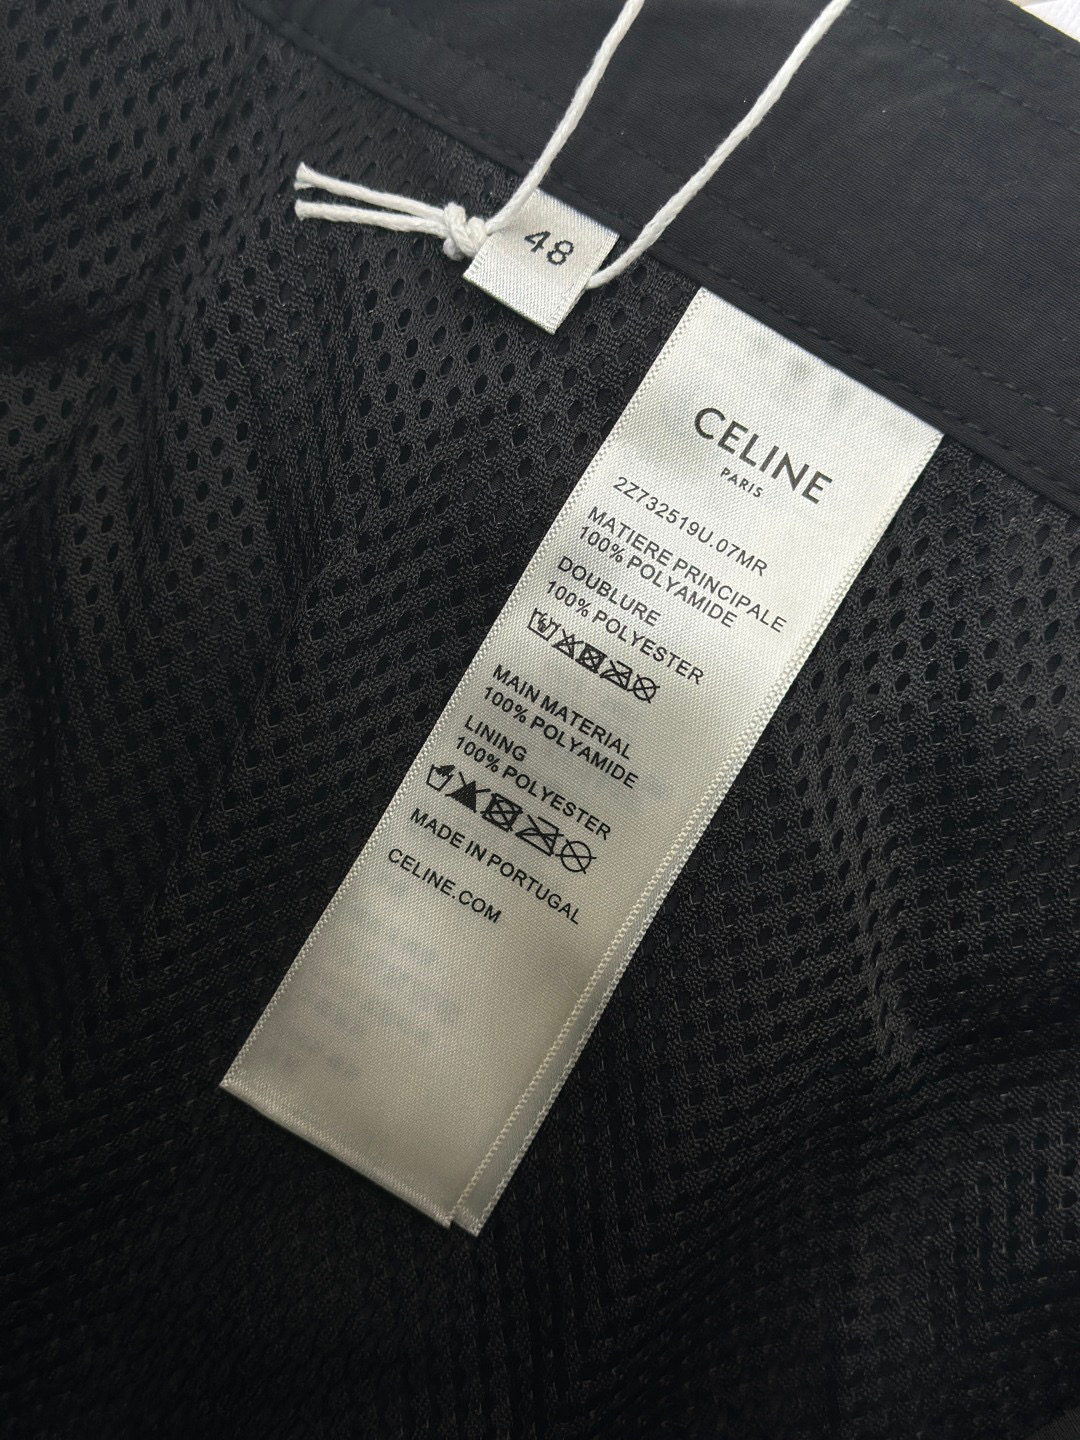 48
CELINE
PARIS
2Z732519U.07MR
MATIERE PRINCIPALE
100% POLYAMIDE
DOUBLURE
100% POLYESTER
MAIN MATERIAL
100% POLYAMIDE
LINING
100% POLYESTER
MADE IN PORTUGAL
CELINE.COM